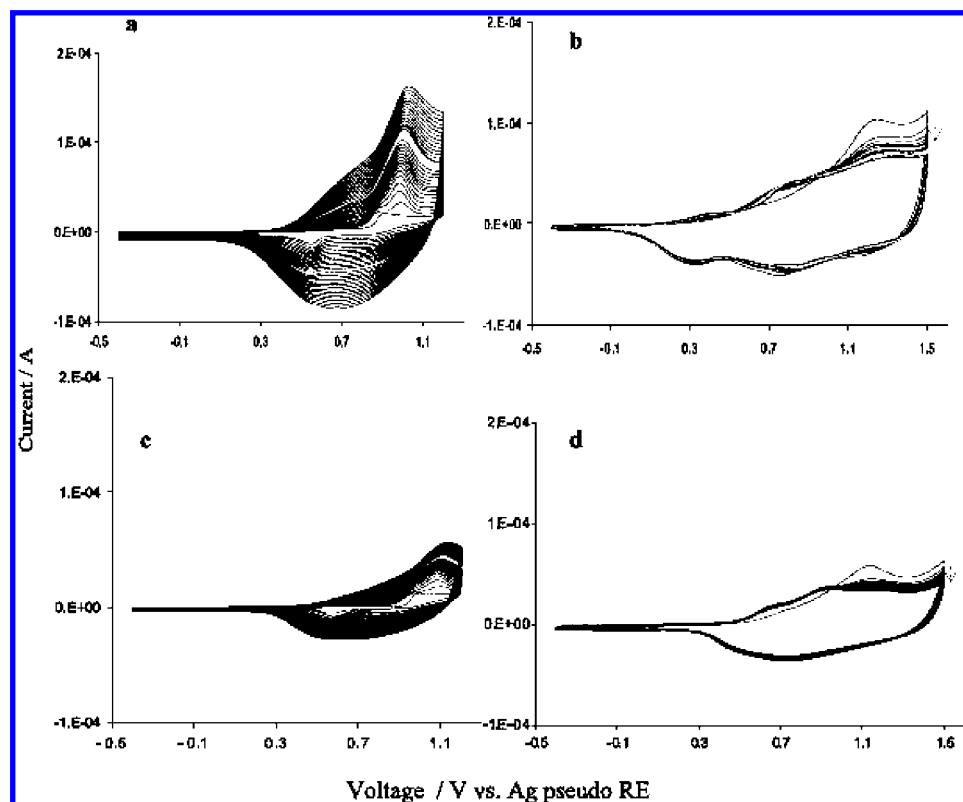 a
2.E-04
1.E-04
0.E+00
-1.E-04
-0.5 -0.1 0.3 0.7 1.1
b
2.E-04
1.E-04
0.E+00
-1.E-04
-0.5 -0.1 0.3 0.7 1.1 1.5
c
2.E-04
1.E-04
0.E+00
-1.E-04
-0.5 -0.1 0.3 0.7 1.1
d
2.E-04
1.E-04
0.E+00
-1.E-04
-0.5 -0.1 0.3 0.7 1.1 1.5
Current / A
Voltage / V vs. Ag pseudo RE